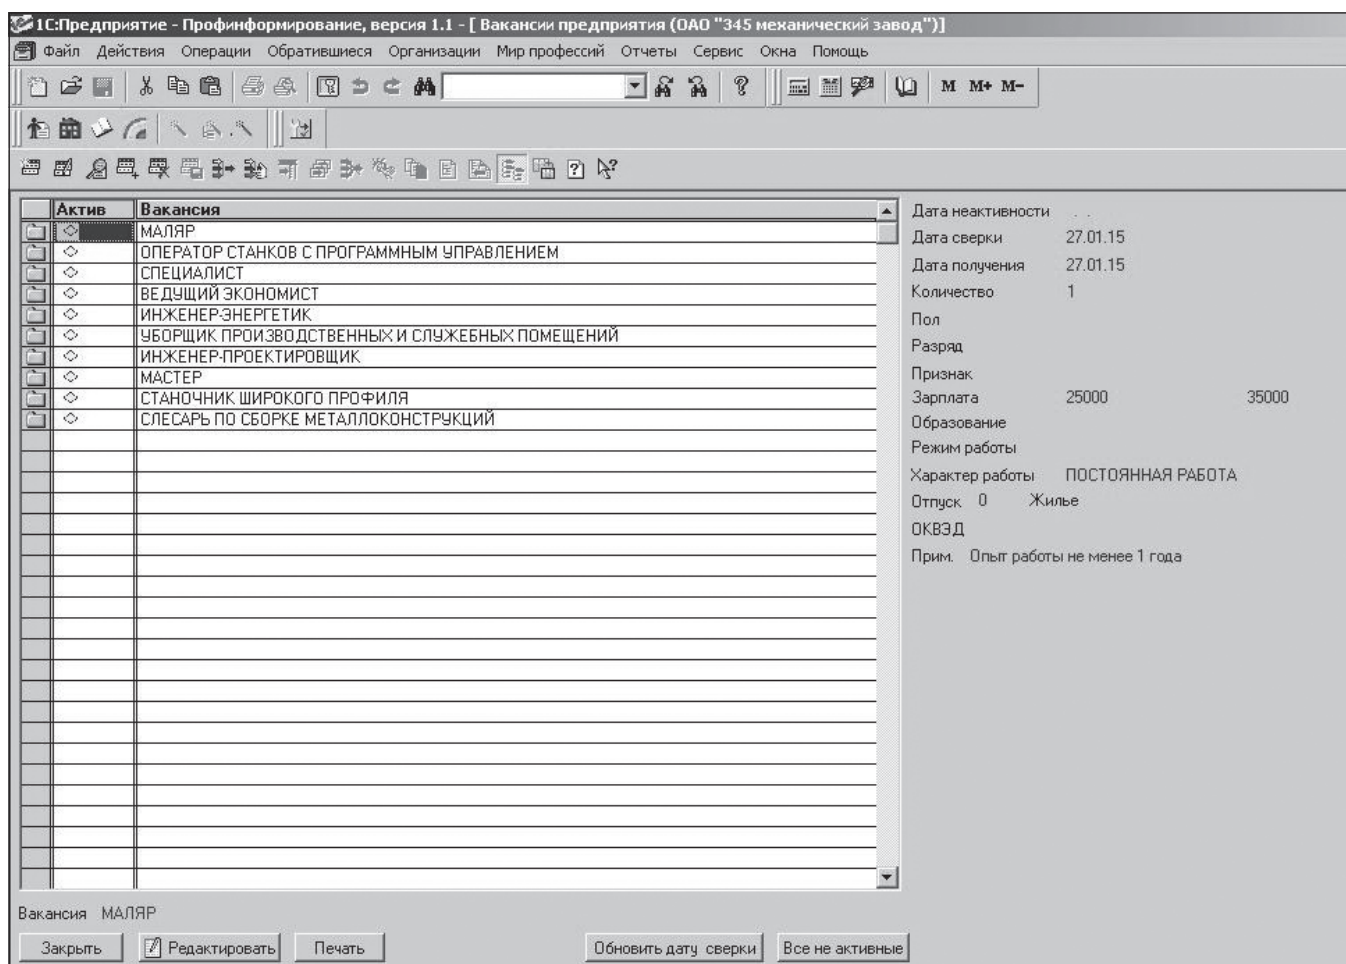 1С:Предприятие - Профинформирование, версия 1.1 - [ Вакансии предприятия (ОАО "345 механический завод")]
Файл Действия Операции Обратившиеся Организации Мир профессий Отчеты Сервис Окна Помощь
M M+ M-
Актив Вакансия
МАЛЯР
ОПЕРАТОР СТАНКОВ С ПРОГРАММНЫМ УПРАВЛЕНИЕМ
СПЕЦИАЛИСТ
ВЕДУЩИЙ ЭКОНОМИСТ
ИНЖЕНЕР-ЭНЕРГЕТИК
УБОРЩИК ПРОИЗВОДСТВЕННЫХ И СЛУЖЕБНЫХ ПОМЕЩЕНИЙ
ИНЖЕНЕР-ПРОЕКТИРОВЩИК
МАСТЕР
СТАНОЧНИК ШИРОКОГО ПРОФИЛЯ
СЛЕСАРЬ ПО СБОРКЕ МЕТАЛЛОКОНСТРУКЦИЙ
Дата неактивности . .
Дата сверки 27.01.15
Дата получения 27.01.15
Количество 1
Пол
Разряд
Признак
Зарплата 25000 35000
Образование
Режим работы
Характер работы ПОСТОЯННАЯ РАБОТА
Отпуск 0 Жилье
ОКВЭД
Прим. Опыт работы не менее 1 года
Вакансия МАЛЯР
Закрыть Редактировать Печать Обновить дату сверки Все не активные